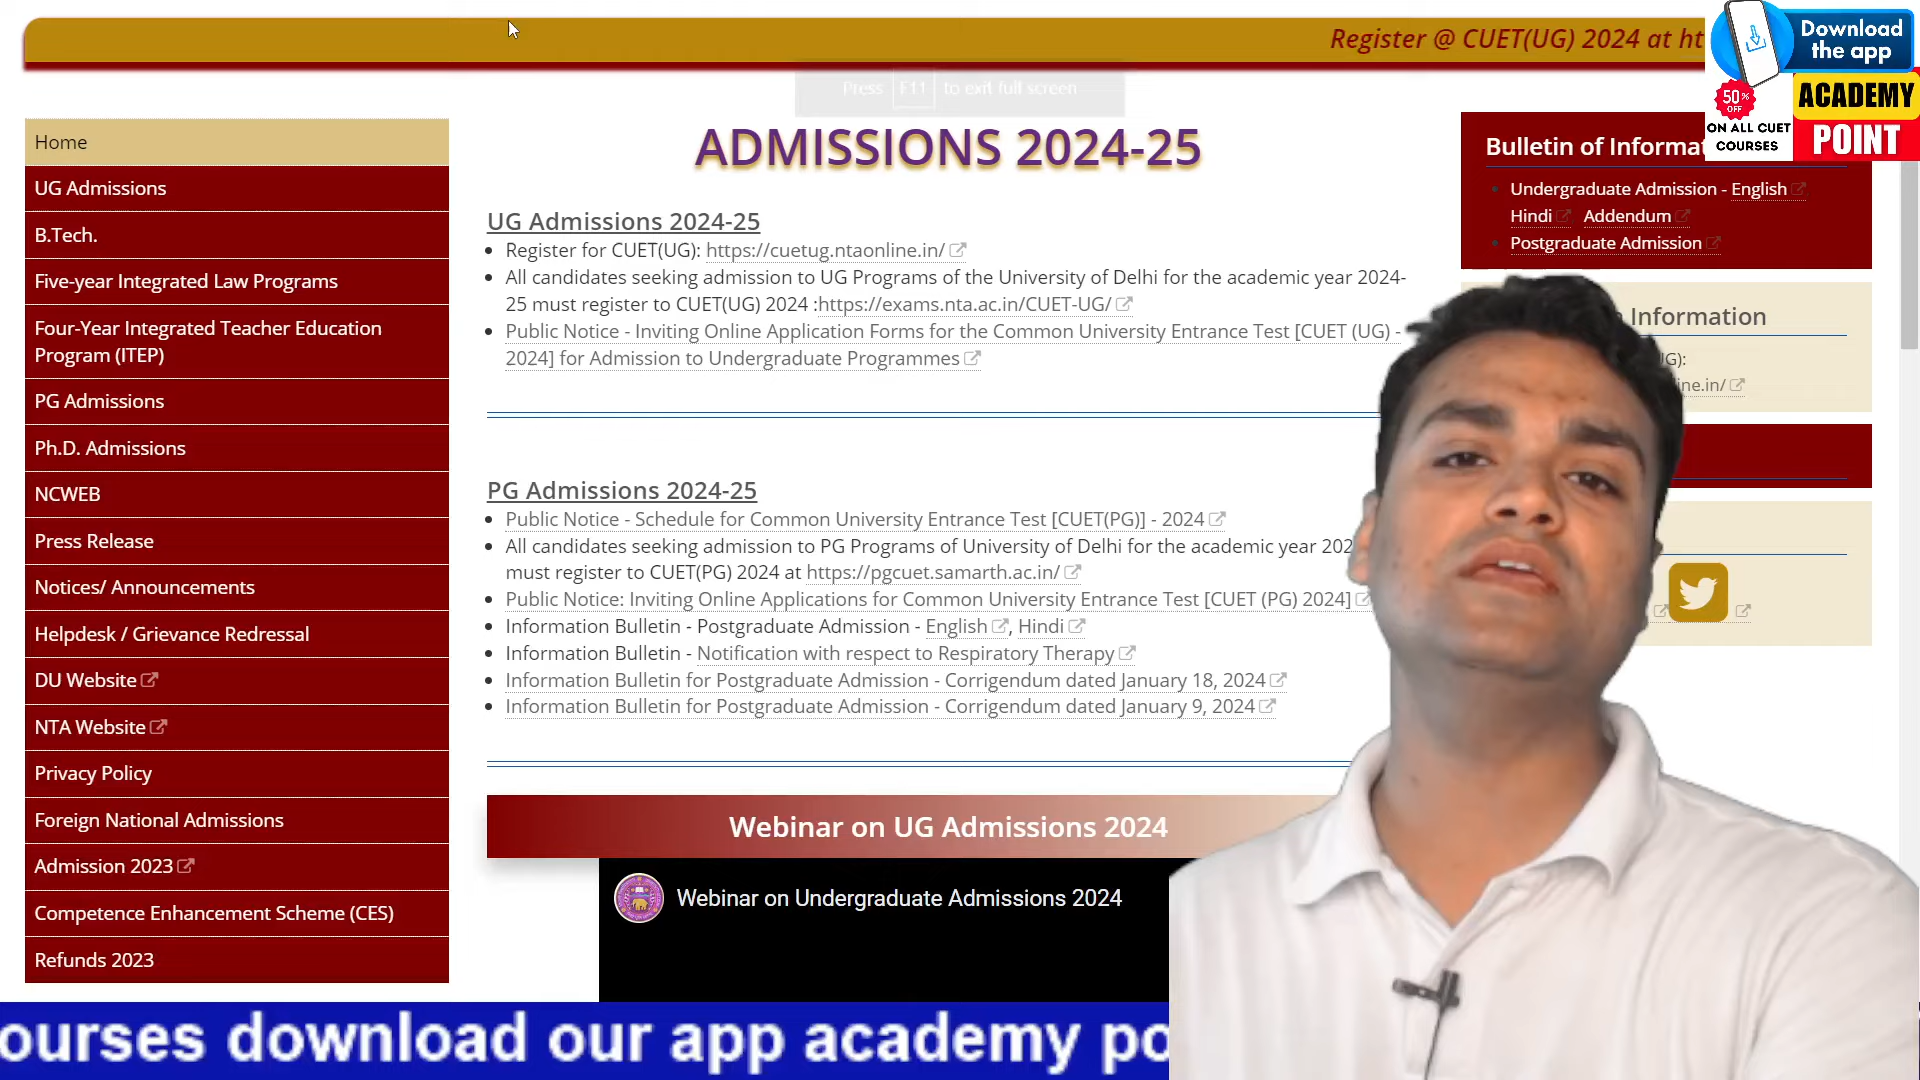 Register @ CUET(UG) 2024 at ht
Download
the app
50%
OFF
ON ALL CUET
COURSES
ACADEMY
POINT
Press F11 to exit full screen
Home
UG Admissions
B.Tech.
Five-year Integrated Law Programs
Four-Year Integrated Teacher Education
Program (ITEP)
PG Admissions
Ph.D. Admissions
NCWEB
Press Release
Notices/ Announcements
Helpdesk / Grievance Redressal
DU Website
NTA Website
Privacy Policy
Foreign National Admissions
Admission 2023
Competence Enhancement Scheme (CES)
Refunds 2023
ADMISSIONS 2024-25
UG Admissions 2024-25
Register for CUET(UG): https://cuetug.ntaonline.in/
All candidates seeking admission to UG Programs of the University of Delhi for the academic year 2024-
25 must register to CUET(UG) 2024 :https://exams.nta.ac.in/CUET-UG/
Public Notice - Inviting Online Application Forms for the Common University Entrance Test [CUET (UG) -
2024] for Admission to Undergraduate Programmes
PG Admissions 2024-25
Public Notice - Schedule for Common University Entrance Test [CUET(PG)] - 2024
All candidates seeking admission to PG Programs of University of Delhi for the academic year 202
must register to CUET(PG) 2024 at https://pgcuet.samarth.ac.in/
Public Notice: Inviting Online Applications for Common University Entrance Test [CUET (PG) 2024]
Information Bulletin - Postgraduate Admission - English, Hindi
Information Bulletin - Notification with respect to Respiratory Therapy
Information Bulletin for Postgraduate Admission - Corrigendum dated January 18, 2024
Information Bulletin for Postgraduate Admission - Corrigendum dated January 9, 2024
Webinar on UG Admissions 2024
Webinar on Undergraduate Admissions 2024
Bulletin of Informat
Undergraduate Admission - English
Hindi Addendum
Postgraduate Admission
Information
UG):
ine.in/
ourses download our app academy po